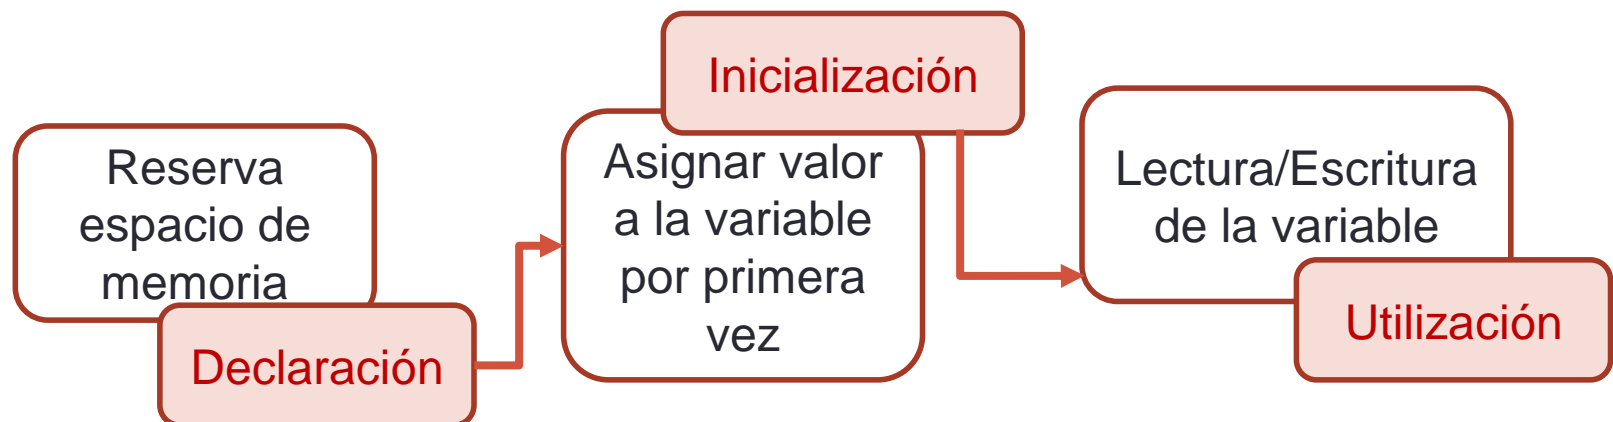 Reserva
espacio de
memoria
Declaración
Inicialización
Asignar valor
a la variable
por primera
vez
Lectura/Escritura
de la variable
Utilización